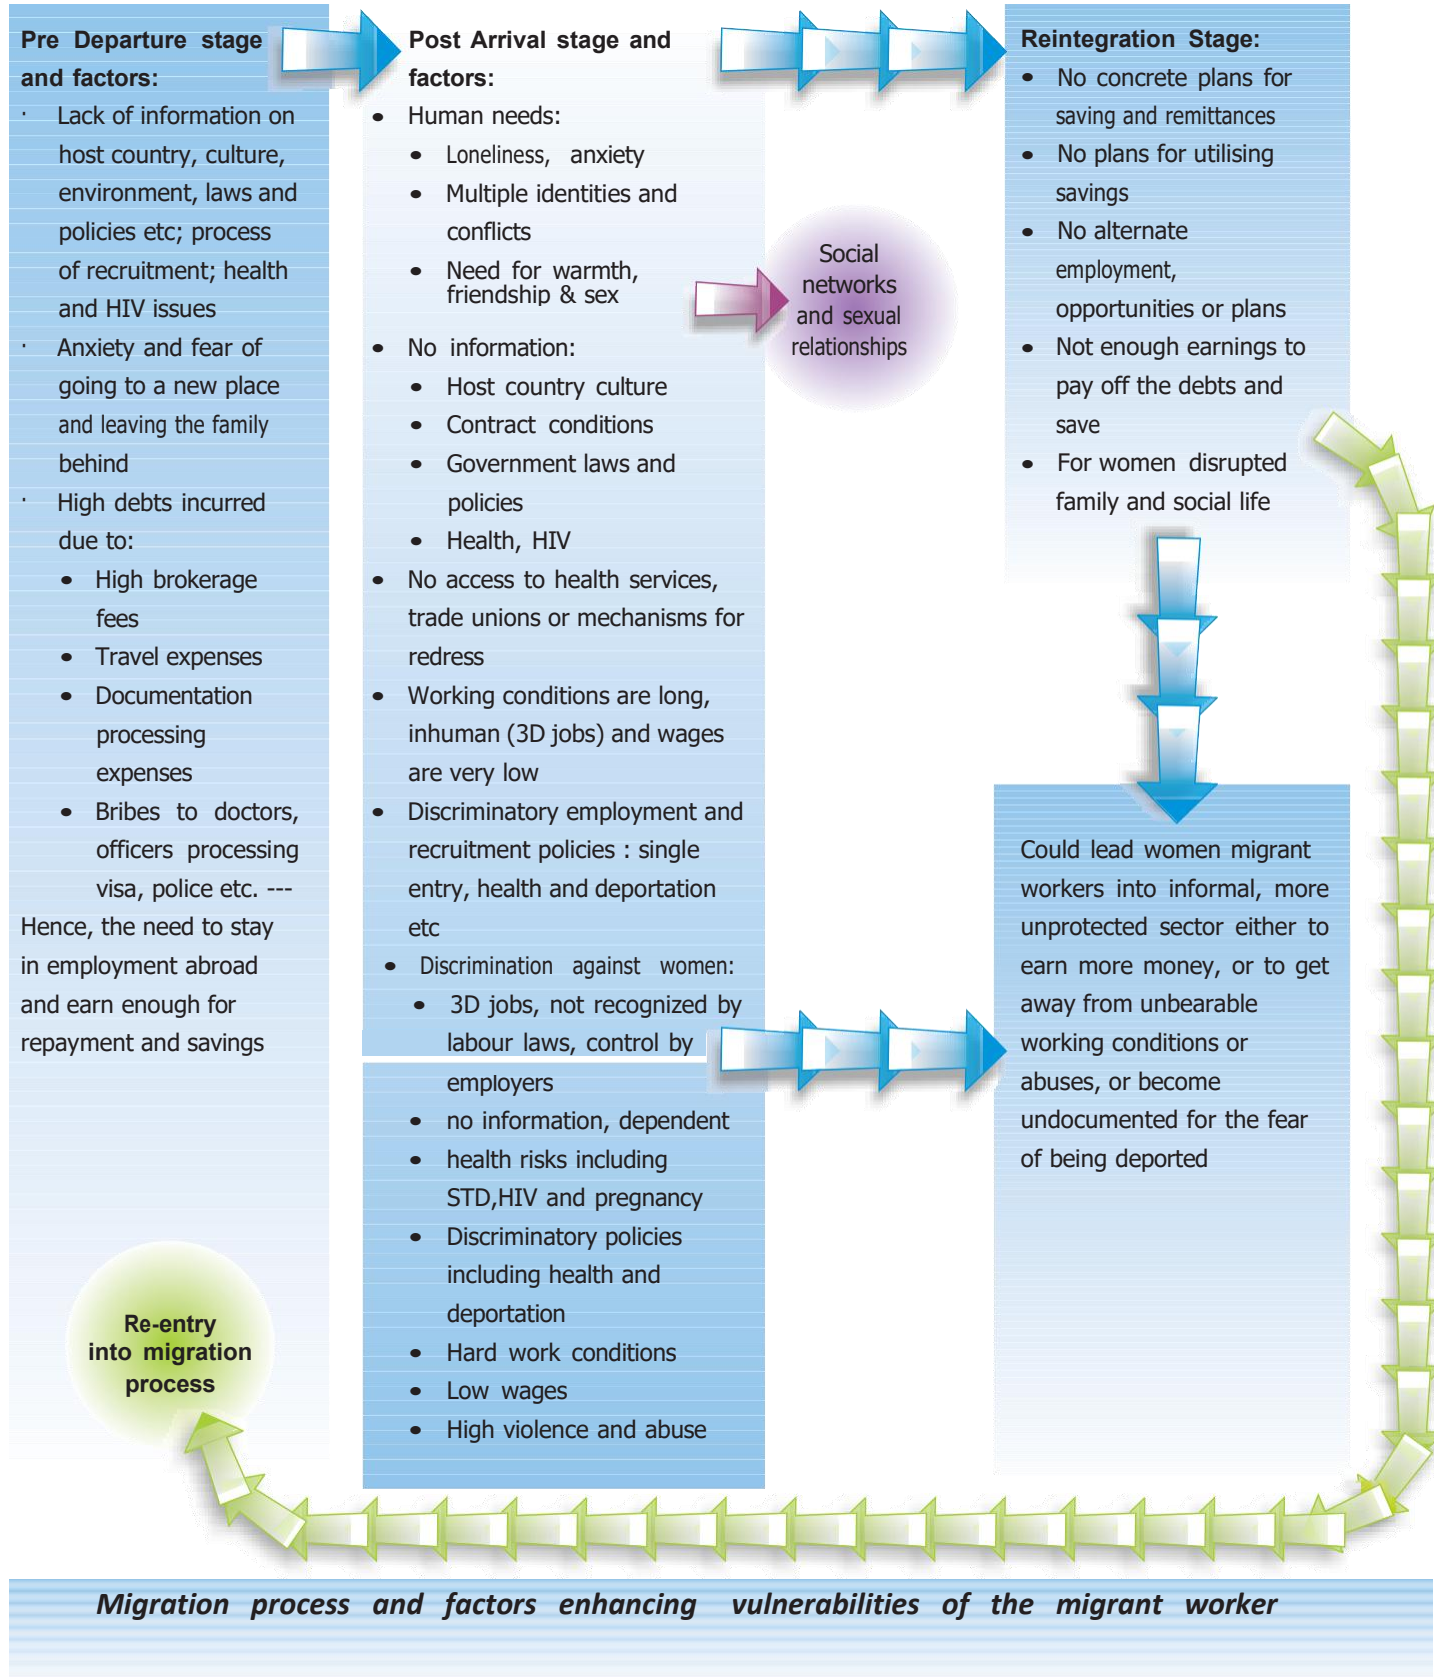 Pre Departure stage
and factors:
· Lack of information on
host country, culture,
environment, laws and
policies etc; process
of recruitment; health
and HIV issues
· Anxiety and fear of
going to a new place
and leaving the family
behind
· High debts incurred
due to:
• High brokerage
fees
• Travel expenses
• Documentation
processing
expenses
• Bribes to doctors,
officers processing
visa, police etc. ---
Hence, the need to stay
in employment abroad
and earn enough for
repayment and savings
Re-entry
into migration
process
Post Arrival stage and
factors:
• Human needs:
• Loneliness, anxiety
• Multiple identities and
conflicts
• Need for warmth,
friendship & sex
• No information:
• Host country culture
• Contract conditions
• Government laws and
policies
• Health, HIV
• No access to health services,
trade unions or mechanisms for
redress
• Working conditions are long,
inhuman (3D jobs) and wages
are very low
• Discriminatory employment and
recruitment policies : single
entry, health and deportation
etc
• Discrimination against women:
• 3D jobs, not recognized by
labour laws, control by
employers
• no information, dependent
• health risks including
STD,HIV and pregnancy
• Discriminatory policies
including health and
deportation
• Hard work conditions
• Low wages
• High violence and abuse
Social
networks
and sexual
relationships
Reintegration Stage:
• No concrete plans for
saving and remittances
• No plans for utilising
savings
• No alternate
employment,
opportunities or plans
• Not enough earnings to
pay off the debts and
save
• For women disrupted
family and social life
Could lead women migrant
workers into informal, more
unprotected sector either to
earn more money, or to get
away from unbearable
working conditions or
abuses, or become
undocumented for the fear
of being deported
Migration process and factors enhancing vulnerabilities of the migrant worker